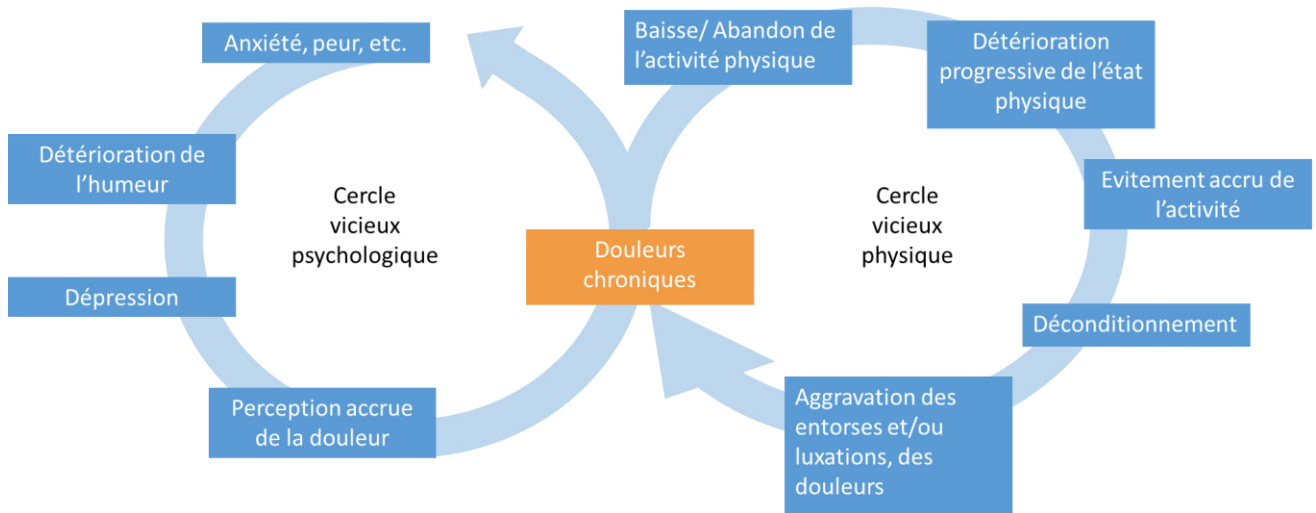 Anxiété, peur, etc.
Détérioration de
l'humeur
Dépression
Perception accrue
de la douleur
Cercle
vicieux
psychologique
Douleurs
chroniques
Baisse/ Abandon de
l'activité physique
Détérioration
progressive de l'état
physique
Evitement accru de
l'activité
Déconditionnement
Aggravation des
entorses et/ou
luxations, des
douleurs
Cercle
vicieux
physique